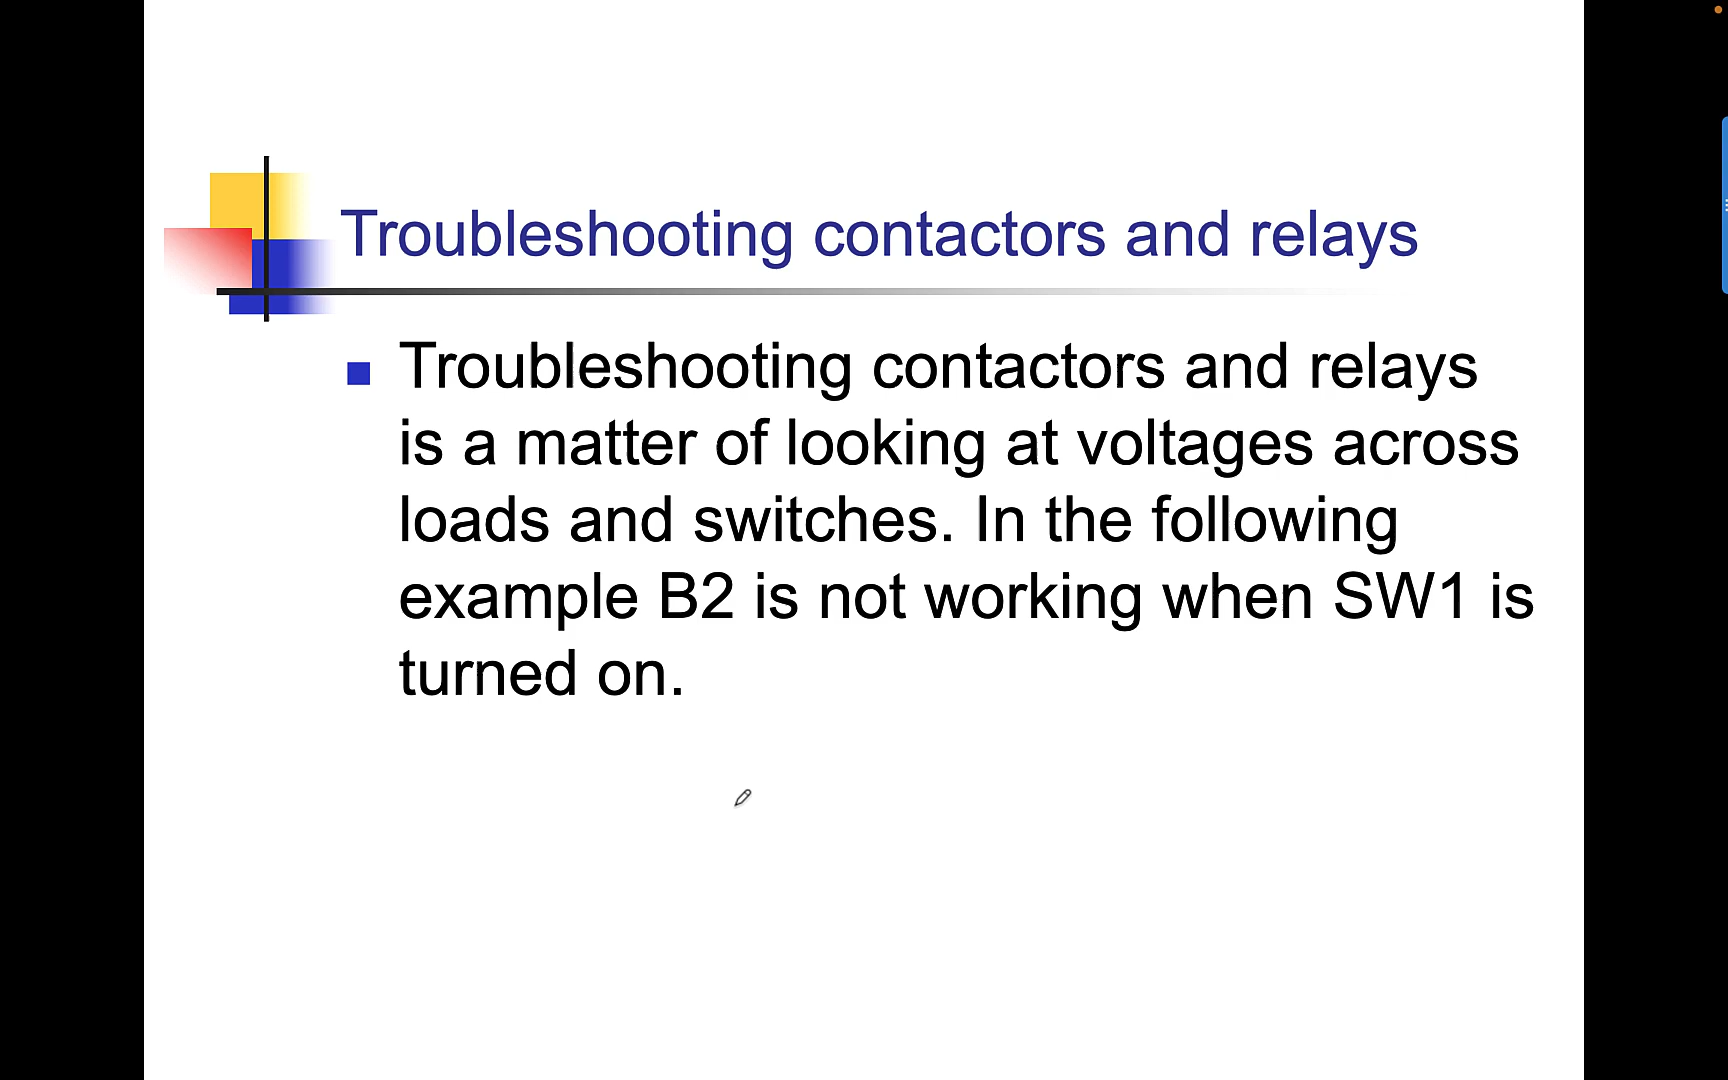 Troubleshooting contactors and relays
Troubleshooting contactors and relays
is a matter of looking at voltages across
loads and switches. In the following
example B2 is not working when SW1 is
turned on.